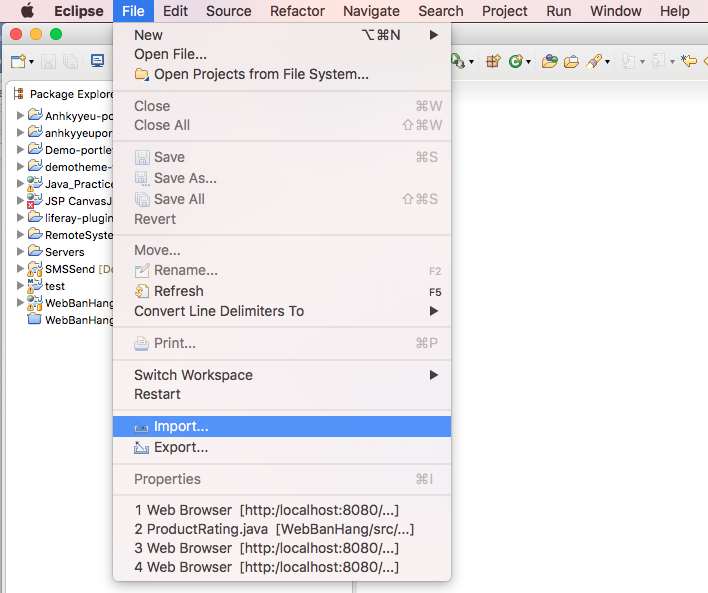 Eclipse File Edit Source Refactor Navigate Search Project Run Window Help
Package Explore
Anhkyyeu-po
anhkyyeupor
Demo-portle
demotheme-
Java_Practice
JSP CanvasJ
liferay-plugin
RemoteSyste
Servers
SMSSend [Do
test
WebBanHang
WebBanHang
New ⌥⌘N ▶
Open File...
Open Projects from File System...
Close ⌘W
Close All ⇧⌘W
Save ⌘S
Save As...
Save All ⇧⌘S
Revert
Move...
Rename... F2
Refresh F5
Convert Line Delimiters To ▶
Print... ⌘P
Switch Workspace ▶
Restart
Import...
Export...
Properties ⌘I
1 Web Browser [http:/localhost:8080/...]
2 ProductRating.java [WebBanHang/src/...]
3 Web Browser [http:/localhost:8080/...]
4 Web Browser [http:/localhost:8080/...]